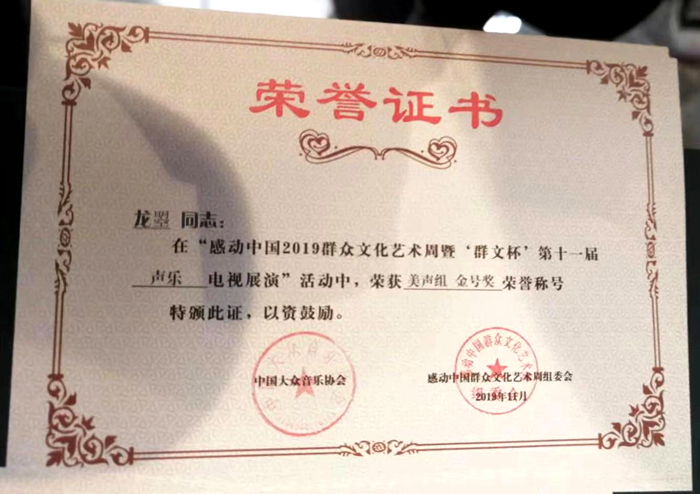 荣誉证书
龙曌 同志：
在“感动中国2019群众文化艺术周暨‘群文杯’第十一届
声乐 电视展演”活动中，荣获 美声组 金号奖 荣誉称号
特颁此证，以资鼓励。
中国大众音乐协会
感动中国群众文化艺术周组委会
2019年11月